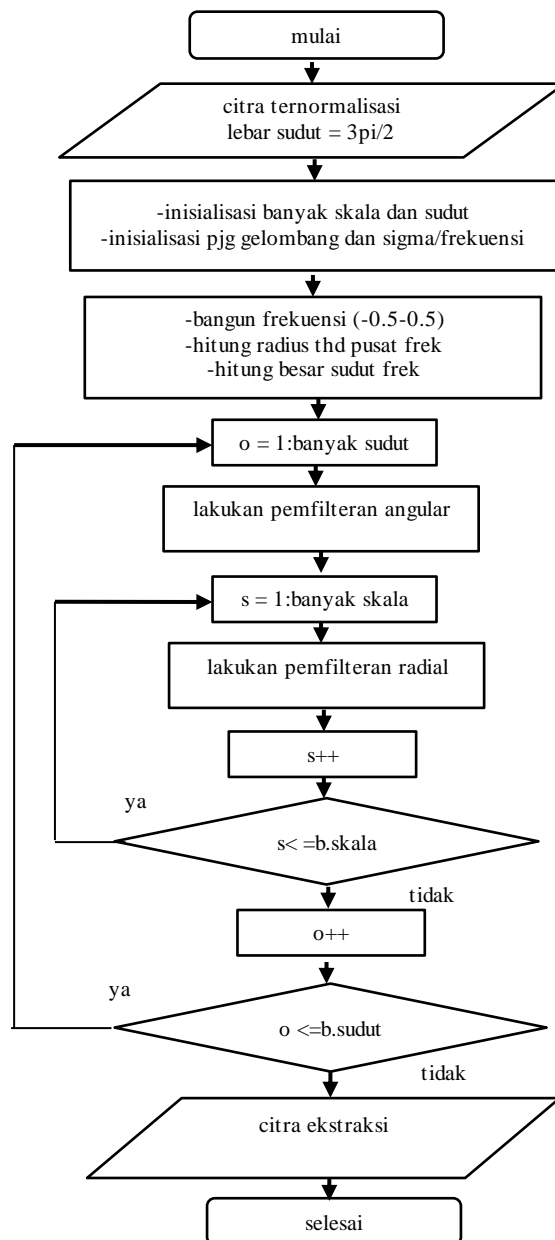 mulai
citra ternormalisasi
lebar sudut = 3pi/2
-inisialisasi banyak skala dan sudut
-inisialisasi pjg gelombang dan sigma/frekuensi
-bangun frekuensi (-0.5-0.5)
-hitung radius thd pusat frek
-hitung besar sudut frek
o = 1:banyak sudut
lakukan pemfilteran angular
s = 1:banyak skala
lakukan pemfilteran radial
s++
ya
s< =b.skala
tidak
o++
ya
o <=b.sudut
tidak
citra ekstraksi
selesai